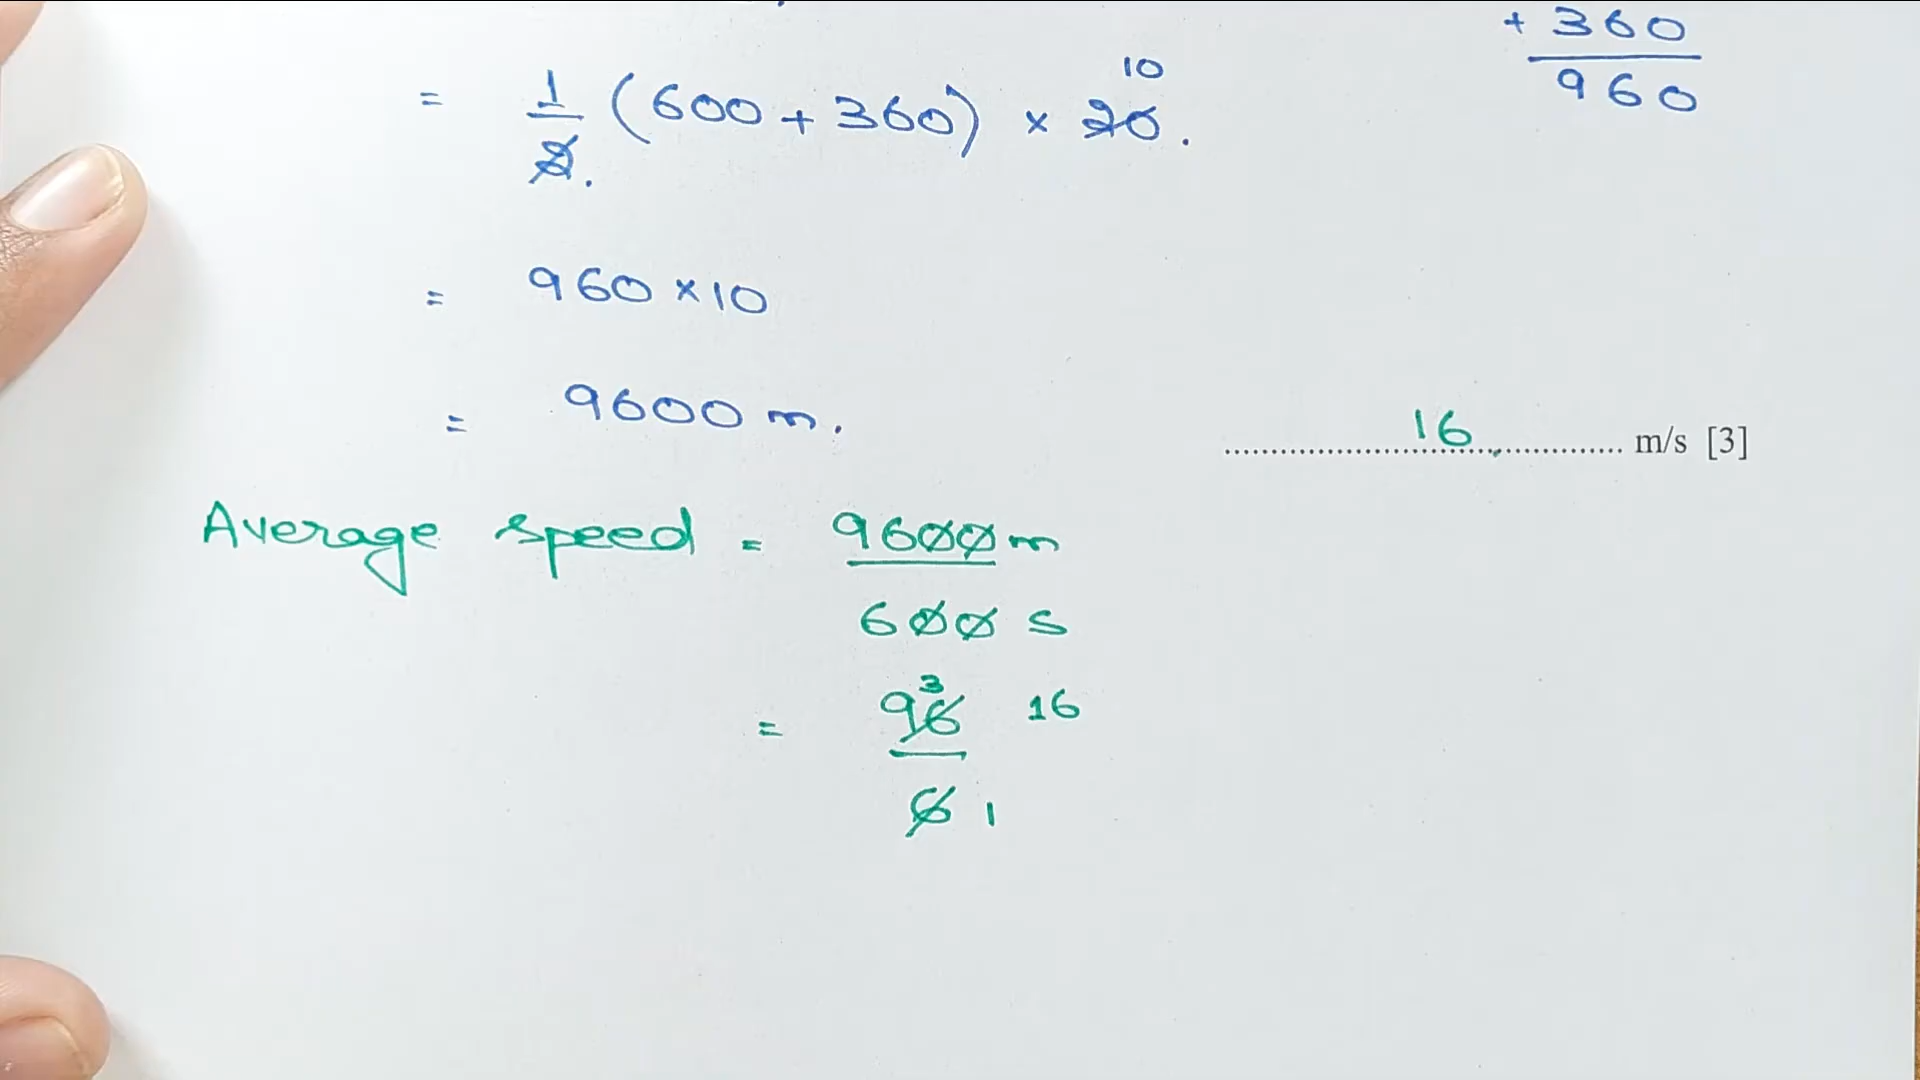 + 360
960
= 1/2 (600 + 360) × 20. 10
= 960 × 10
= 9600 m.
16 m/s [3]
Average speed = 9600 m
600 s
= 96 3 16
6 1